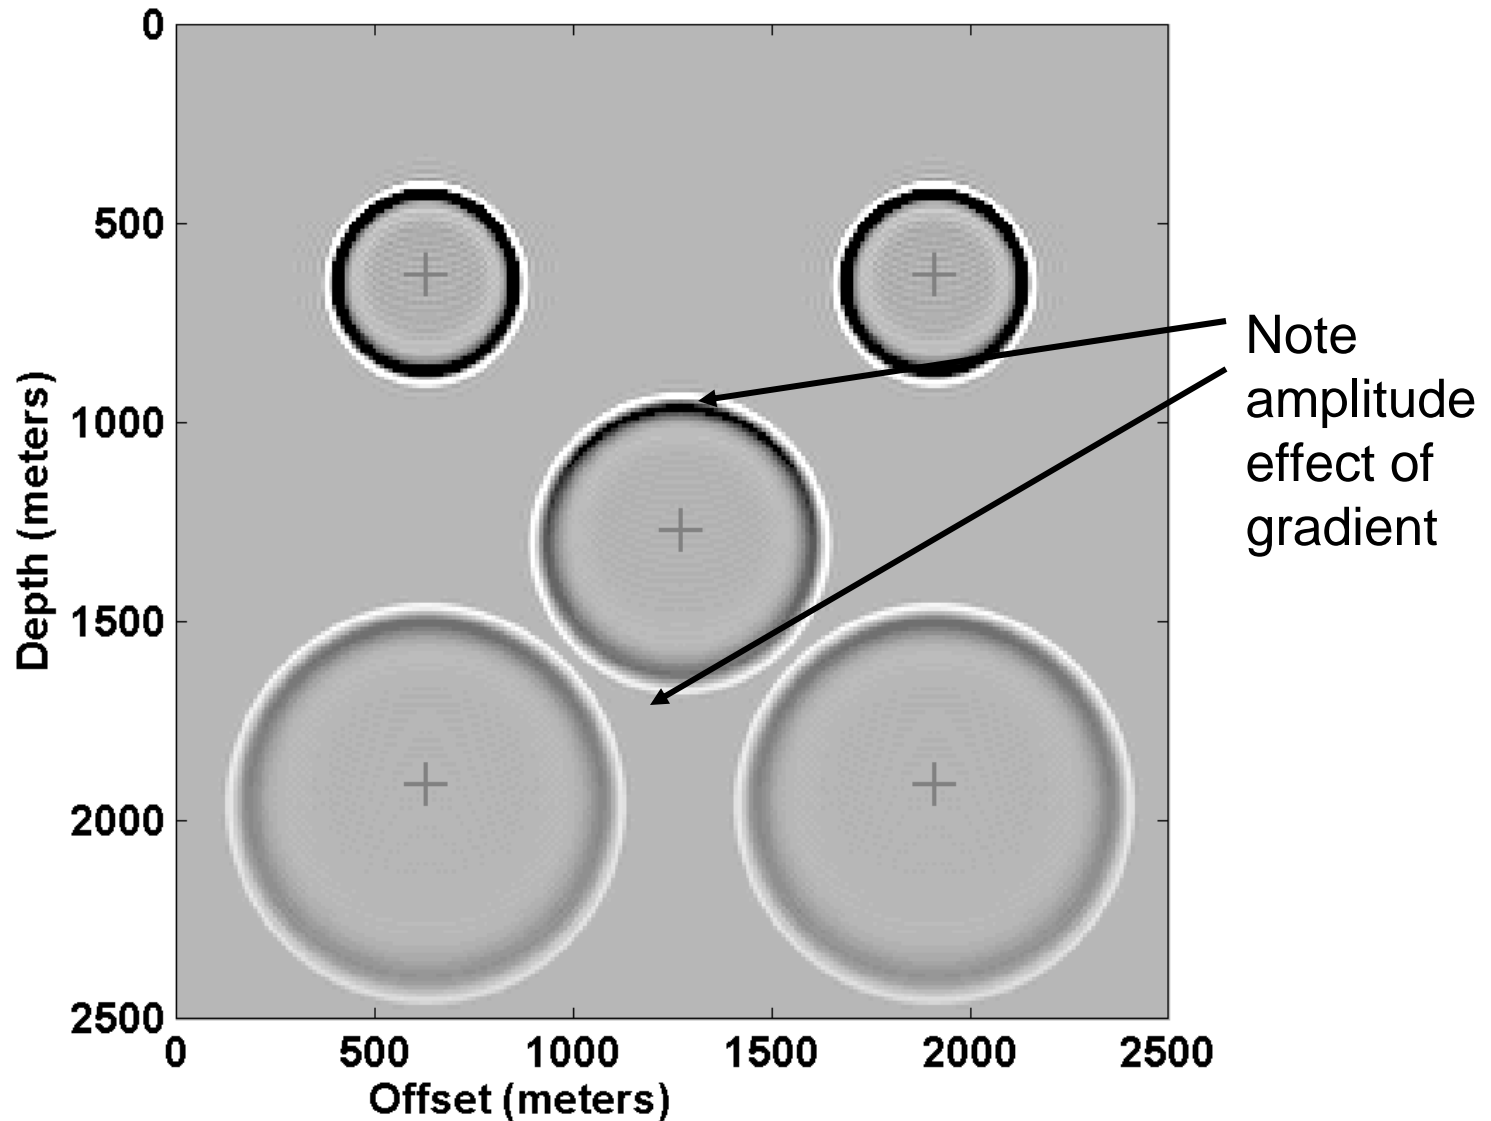 0
500
1000
1500
2000
2500
Depth (meters)
0 500 1000 1500 2000 2500
Offset (meters)
Note
amplitude
effect of
gradient